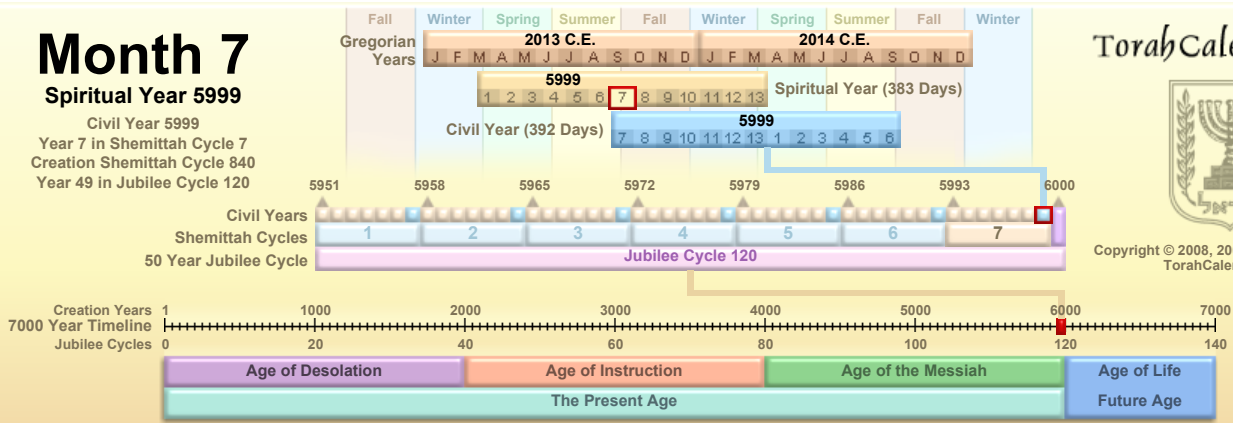 Fall Winter Spring Summer Fall Winter Spring Summer Fall Winter
Month 7
Spiritual Year 5999
Civil Year 5999
Year 7 in Shemittah Cycle 7
Creation Shemittah Cycle 840
Year 49 in Jubilee Cycle 120
Gregorian Years
2013 C.E. 2014 C.E.
J F M A M J J A S O N D J F M A M J J A S O N D
5999
1 2 3 4 5 6 7 8 9 10 11 12 13
Spiritual Year (383 Days)
Civil Year (392 Days)
5999
7 8 9 10 11 12 13 1 2 3 4 5 6
5951 5958 5965 5972 5979 5986 5993 6000
Civil Years
Shemittah Cycles 1 2 3 4 5 6 7
50 Year Jubilee Cycle Jubilee Cycle 120
Creation Years 1 1000 2000 3000 4000 5000 6000 7000
7000 Year Timeline
Jubilee Cycles 0 20 40 60 80 100 120 140
Age of Desolation Age of Instruction Age of the Messiah Age of Life
The Present Age Future Age
TorahCale
Copyright © 2008, 20
TorahCale